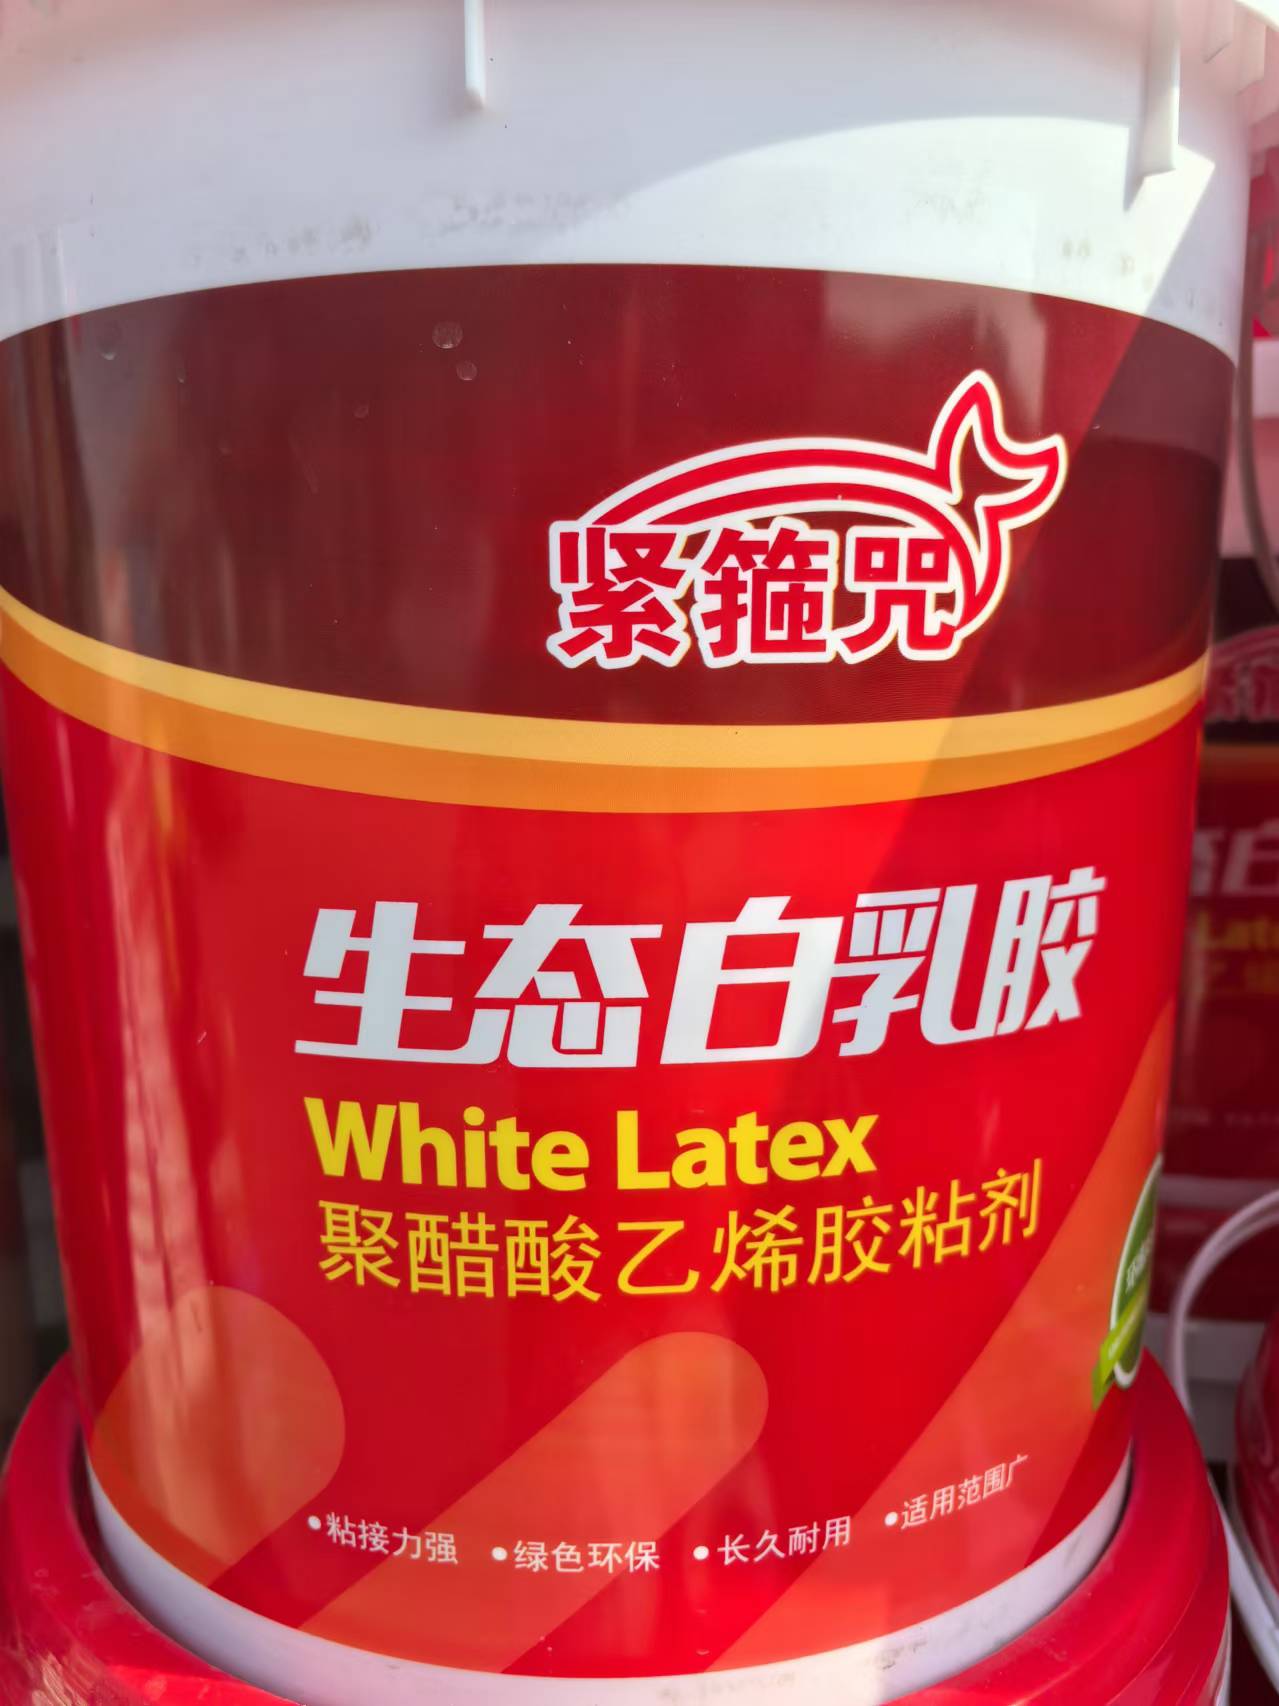 紧箍咒
生态白乳胶
White Latex
聚醋酸乙烯胶粘剂
•粘接力强 •绿色环保 •长久耐用 •适用范围广